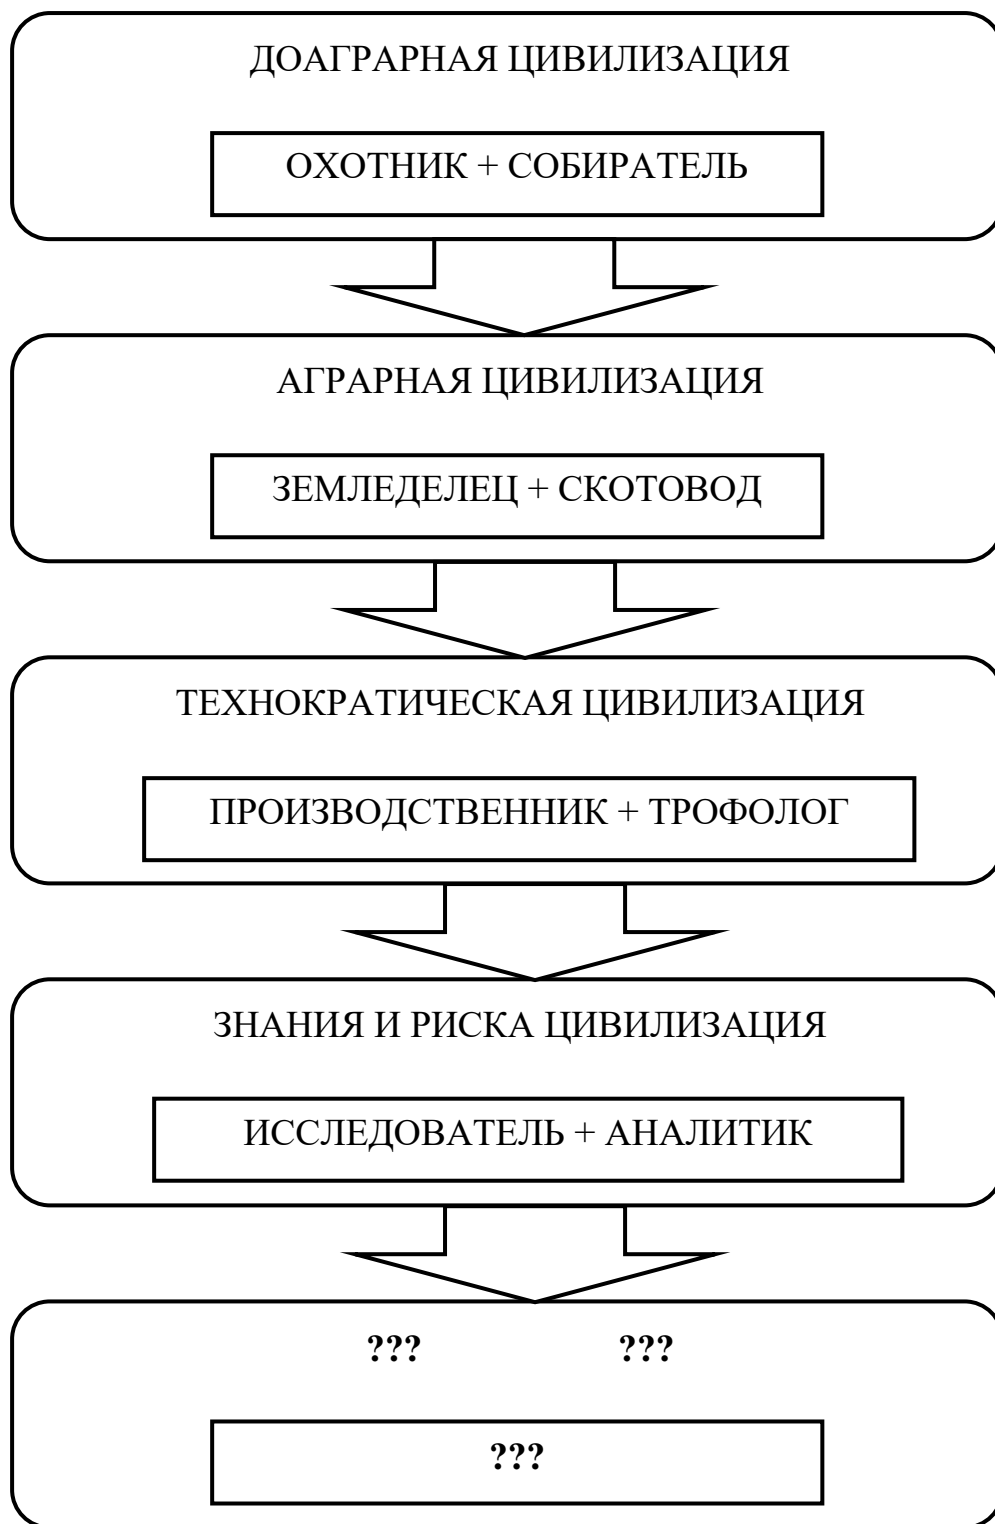 ДОАГРАРНАЯ ЦИВИЛИЗАЦИЯ
ОХОТНИК + СОБИРАТЕЛЬ
АГРАРНАЯ ЦИВИЛИЗАЦИЯ
ЗЕМЛЕДЕЛЕЦ + СКОТОВОД
ТЕХНОКРАТИЧЕСКАЯ ЦИВИЛИЗАЦИЯ
ПРОИЗВОДСТВЕННИК + ТРОФОЛОГ
ЗНАНИЯ И РИСКА ЦИВИЛИЗАЦИЯ
ИССЛЕДОВАТЕЛЬ + АНАЛИТИК
??? ???
???